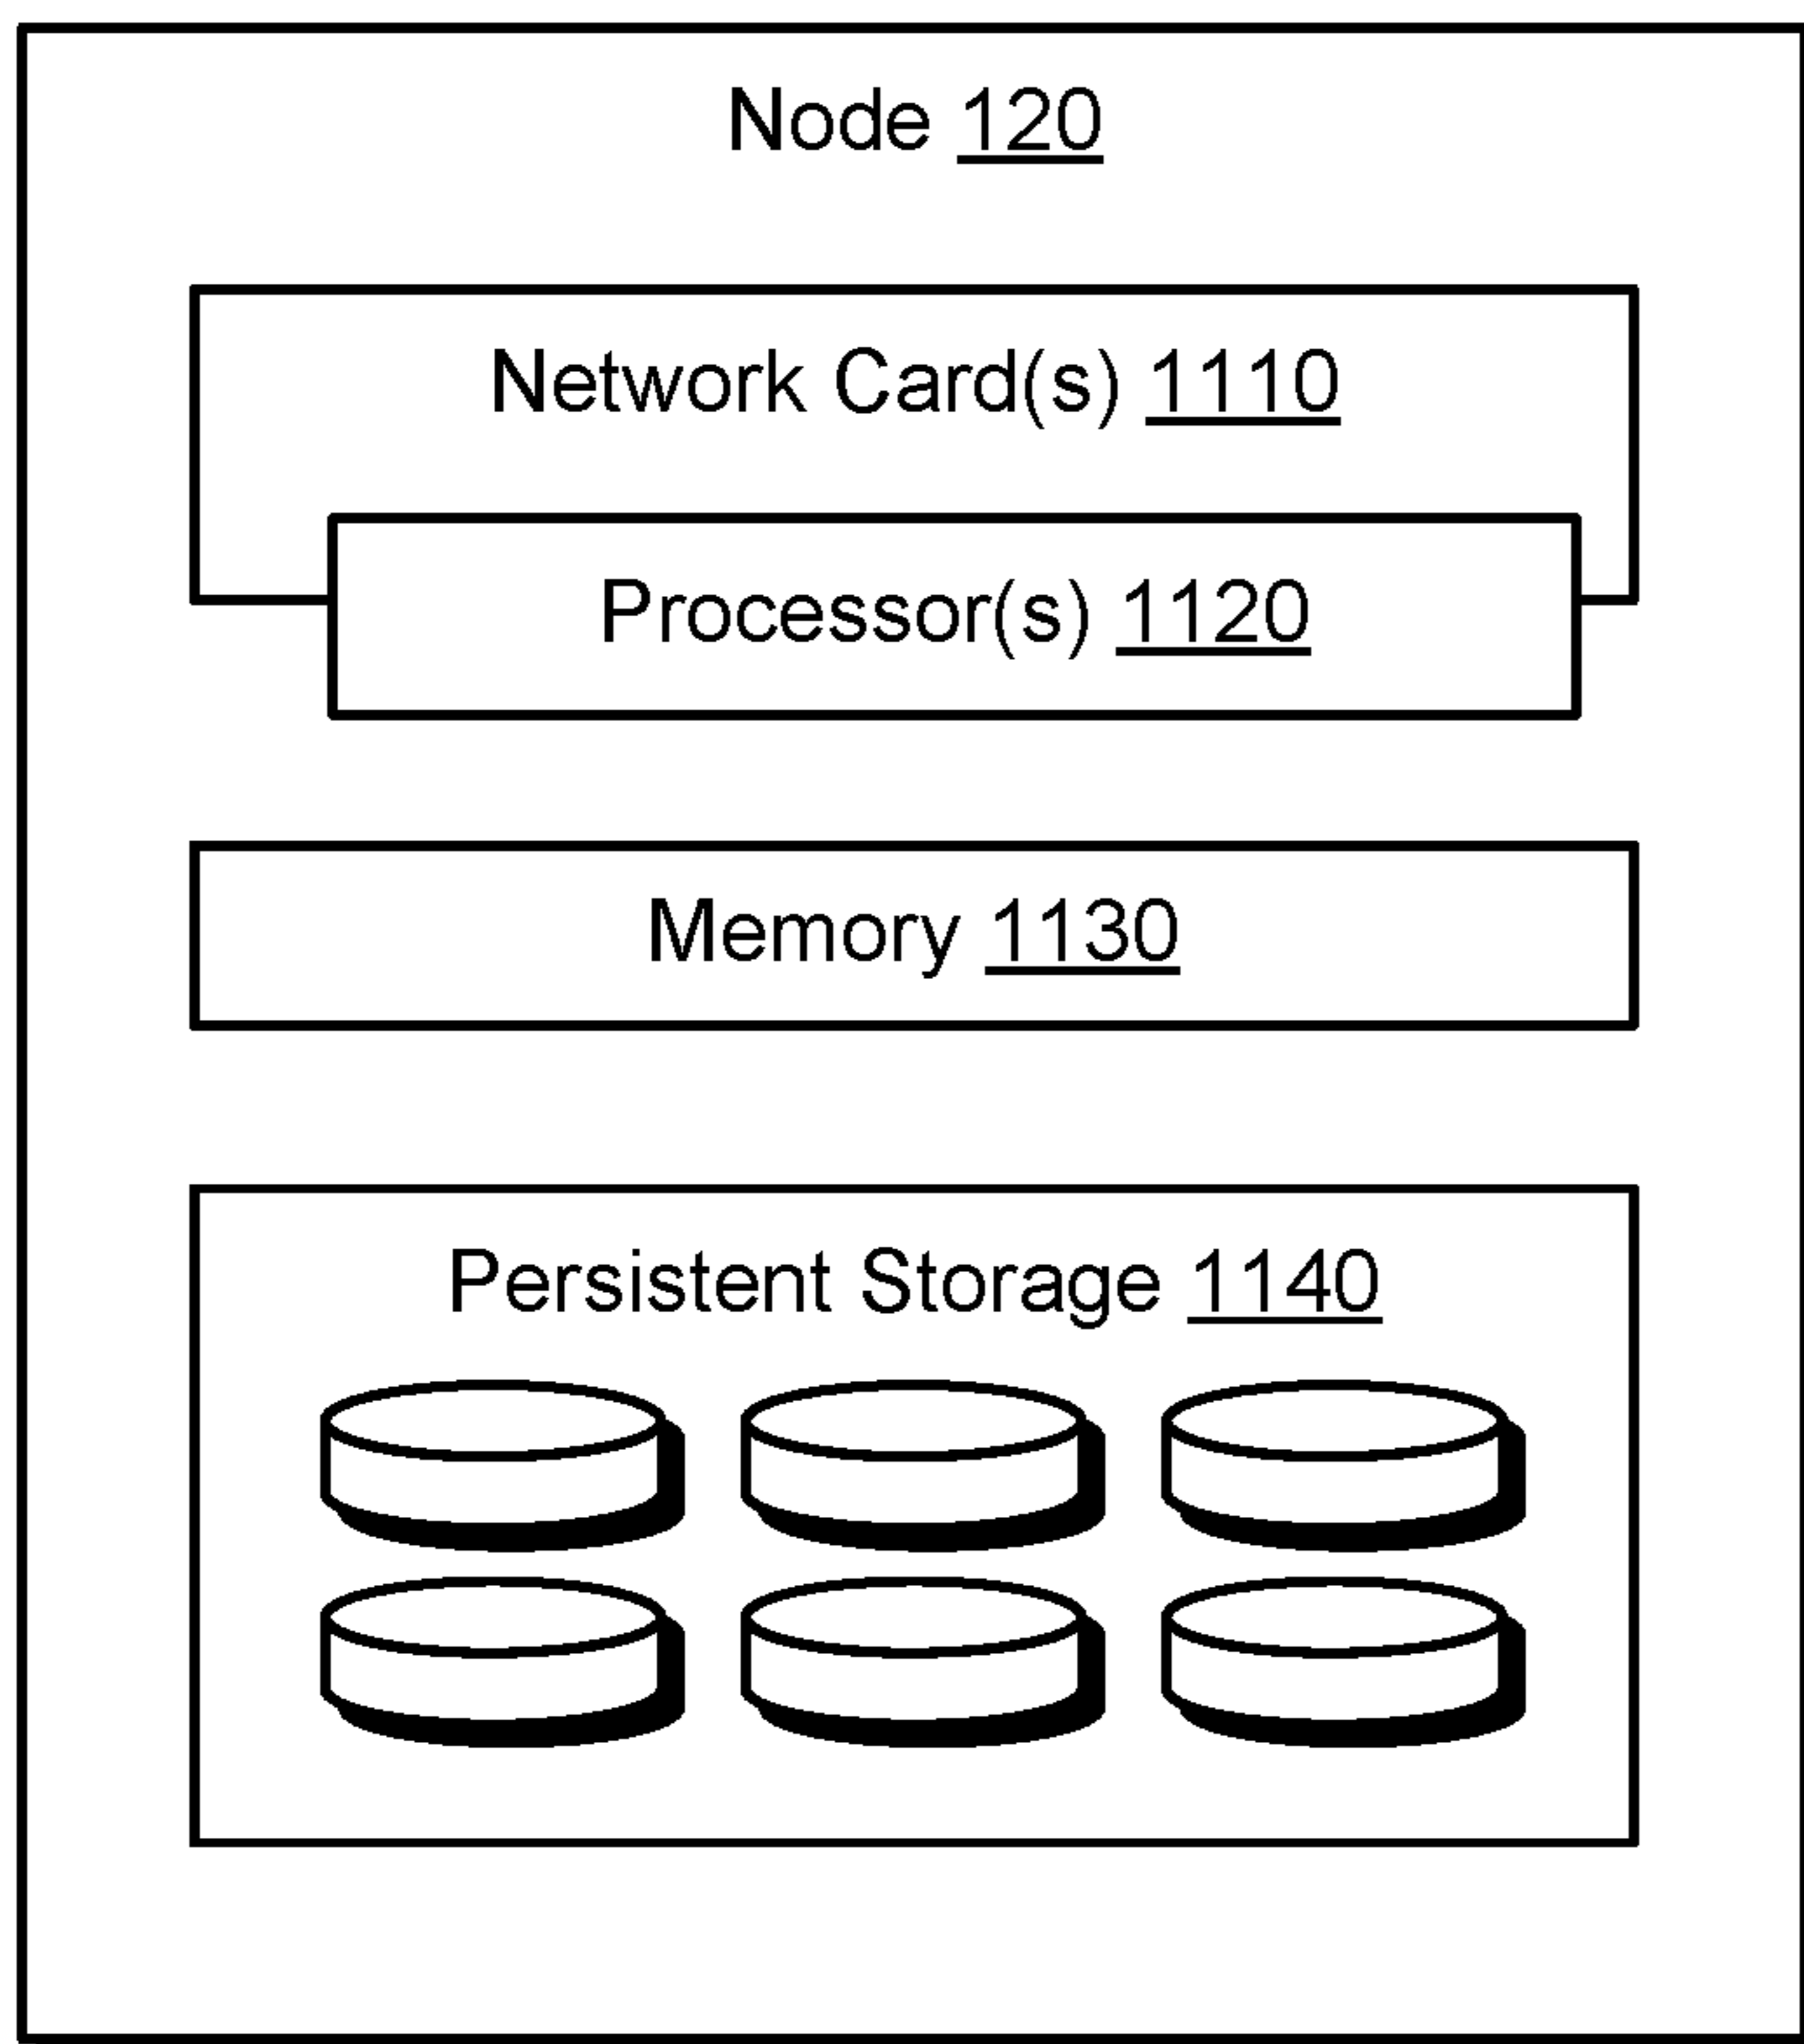 Node 120
Network Card(s) 1110
Processor(s) 1120
Memory 1130
Persistent Storage 1140